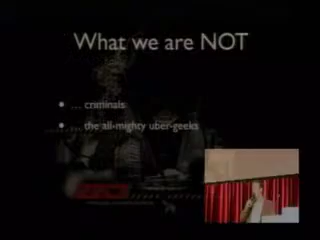 What we are NOT
• … criminals
• … the all-mighty uber-geeks